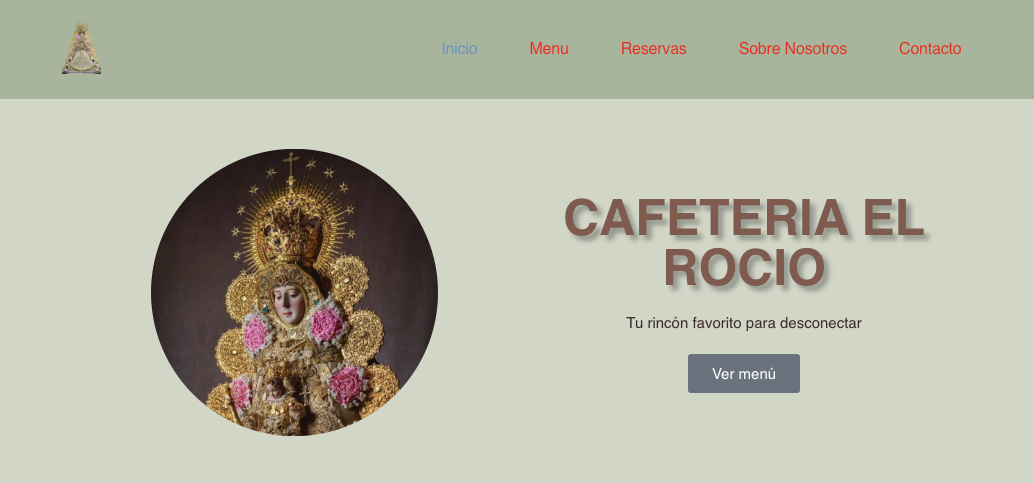 Inicio Menu Reservas Sobre Nosotros Contacto
CAFETERIA EL
ROCIO
Tu rincón favorito para desconectar
Ver menú